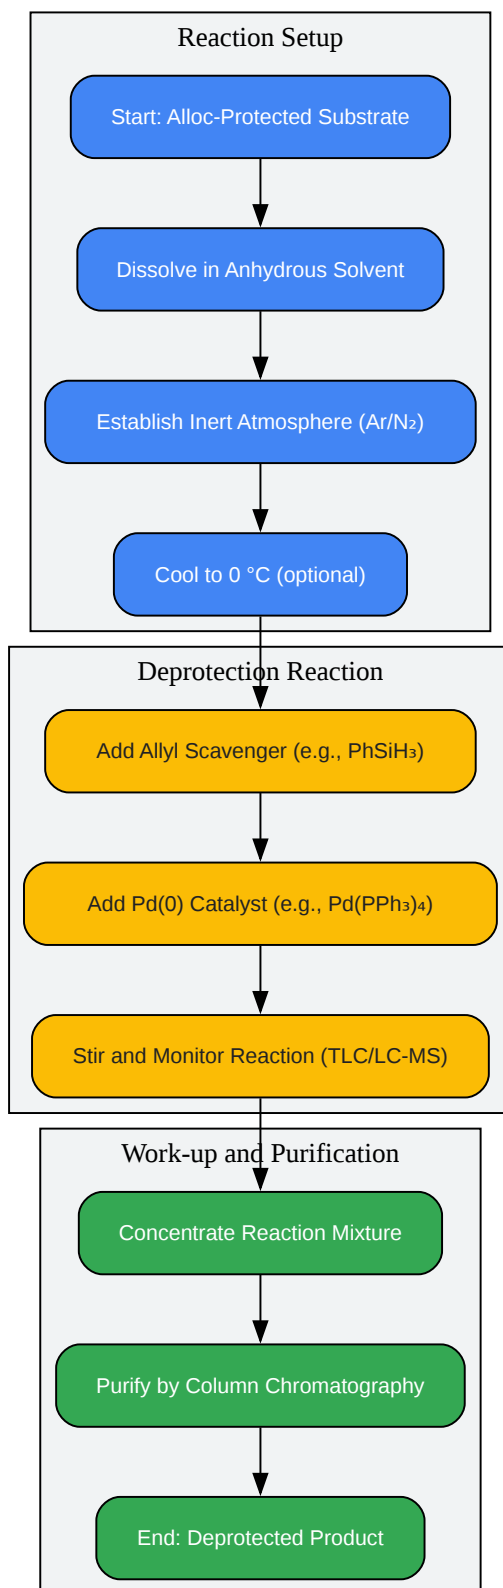 Reaction Setup
Start: Alloc-Protected Substrate
Dissolve in Anhydrous Solvent
Establish Inert Atmosphere (Ar/N₂)
Cool to 0 °C (optional)
Deprotection Reaction
Add Allyl Scavenger (e.g., PhSiH₃)
Add Pd(0) Catalyst (e.g., Pd(PPh₃)₄)
Stir and Monitor Reaction (TLC/LC-MS)
Work-up and Purification
Concentrate Reaction Mixture
Purify by Column Chromatography
End: Deprotected Product